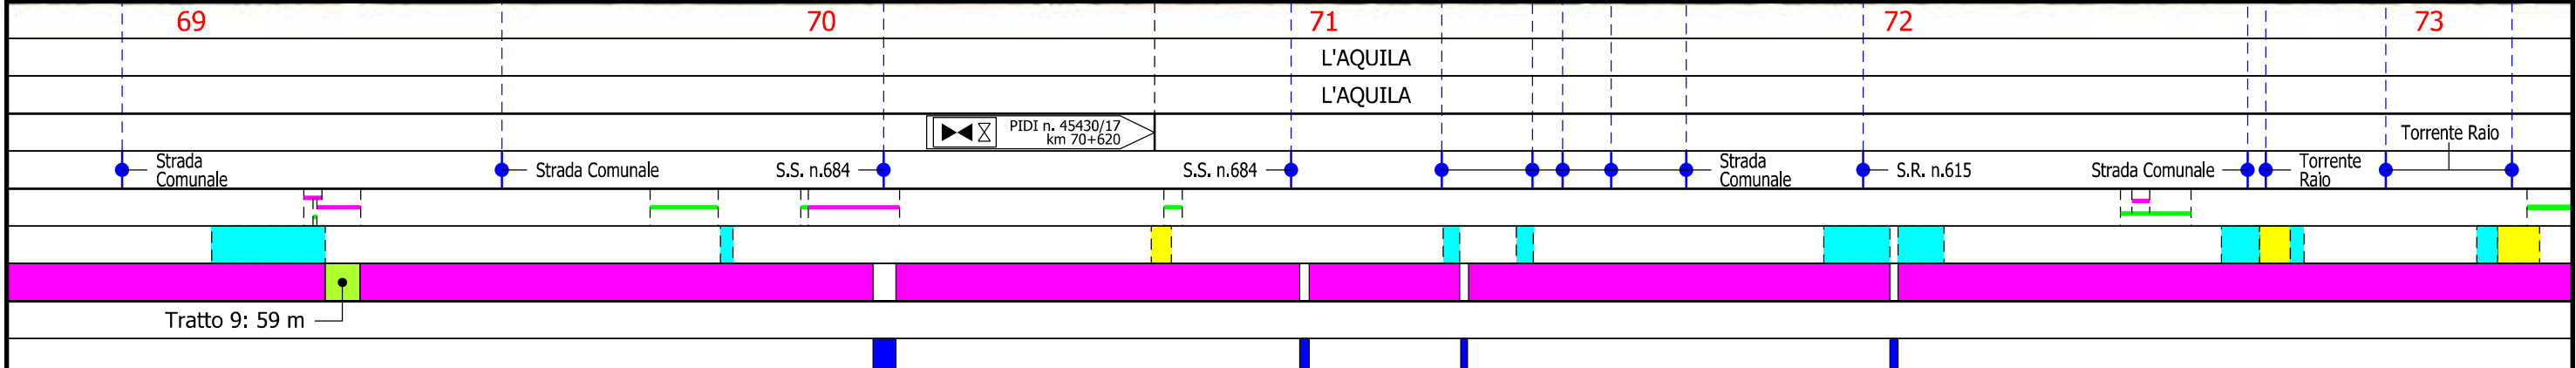 69 70 71 72 73
L'AQUILA
L'AQUILA
PIDI n. 45430/17
km 70+620
Torrente Raio
Strada
Comunale
Strada Comunale
S.S. n.684
S.S. n.684
Strada
Comunale
S.R. n.615
Strada Comunale
Torrente
Raio
Tratto 9: 59 m